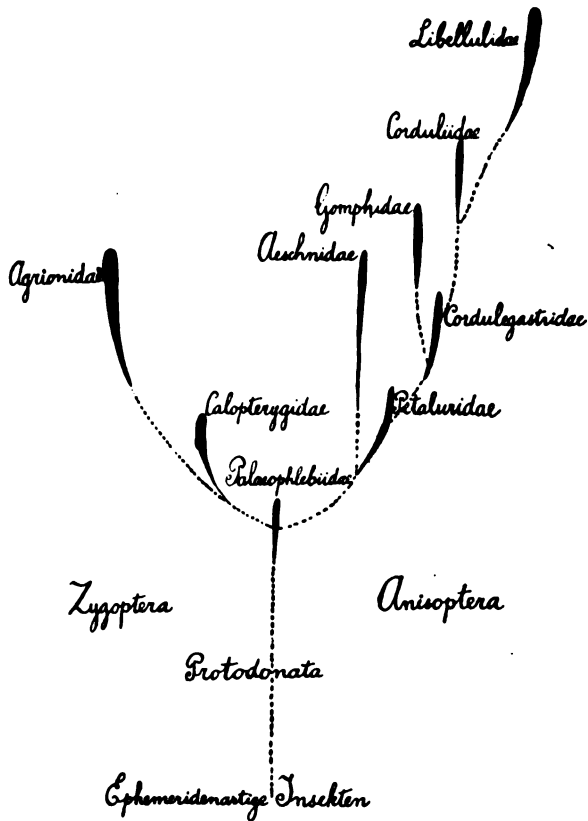 Libellulidae
Corduliidae
Gomphidae
Aeschnidae
Agrionidae
Cordulegastridae
Calopterygidae
Petaluridae
Palaeophlebiidae
Zygoptera
Anisoptera
Protodonata
Ephemeridenartige Insekten